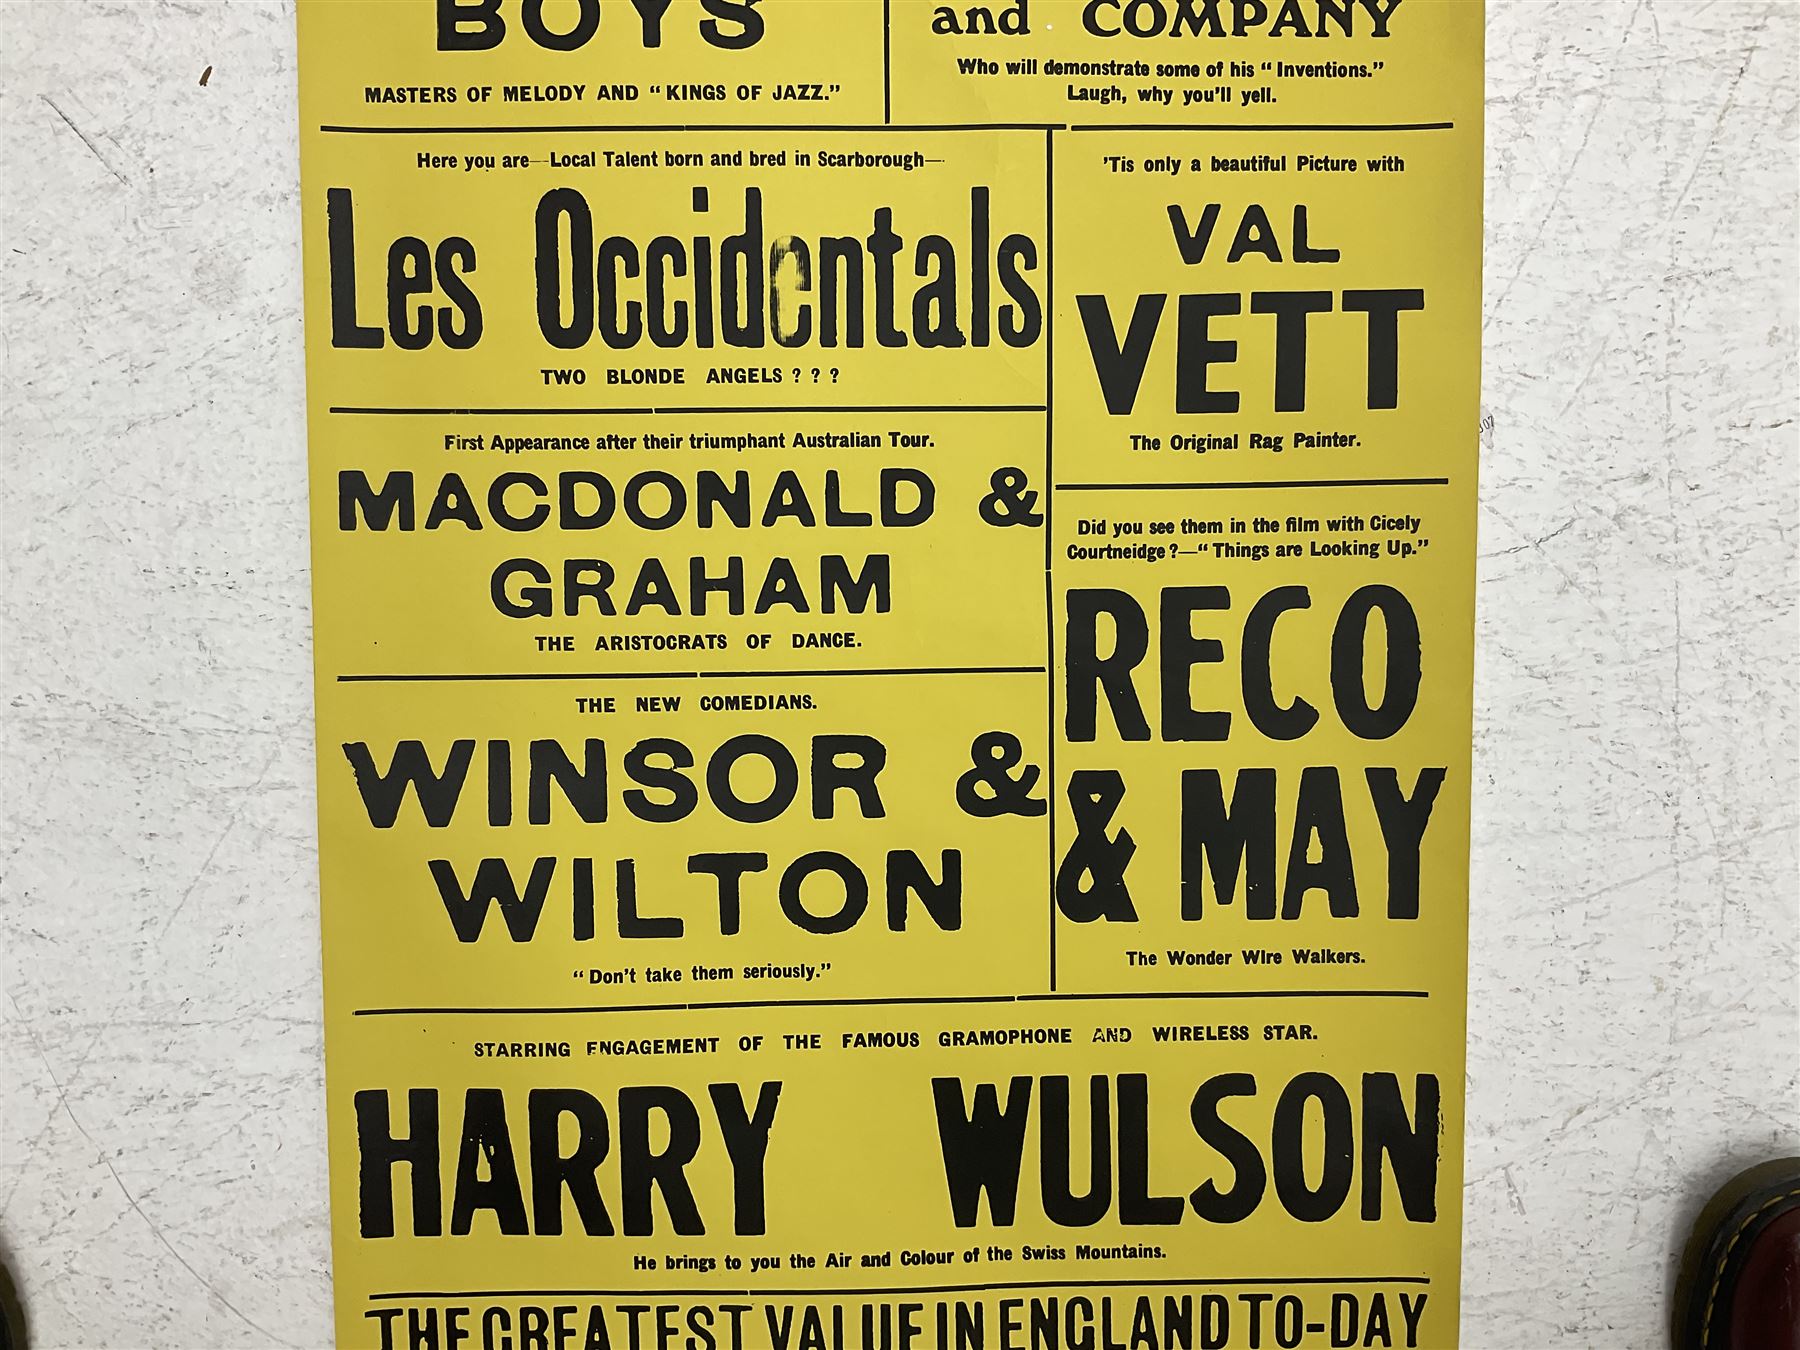 BOYS
MASTERS OF MELODY AND "KINGS OF JAZZ."
and COMPANY
Who will demonstrate some of his "Inventions."
Laugh, why you'll yell.
Here you are—Local Talent born and bred in Scarborough—
Les Occidentals
TWO BLONDE ANGELS ? ? ?
First Appearance after their triumphant Australian Tour.
MACDONALD &
GRAHAM
THE ARISTOCRATS OF DANCE.
THE NEW COMEDIANS.
WINSOR &
WILTON
"Don't take them seriously."
'Tis only a beautiful Picture with
VAL
VETT
The Original Rag Painter.
Did you see them in the film with Cicely
Courtneidge?—"Things are Looking Up."
RECO
& MAY
The Wonder Wire Walkers.
STARRING ENGAGEMENT OF THE FAMOUS GRAMOPHONE AND WIRELESS STAR.
HARRY WULSON
He brings to you the Air and Colour of the Swiss Mountains.
THE GREATEST VALUE IN ENGLAND TO-DAY